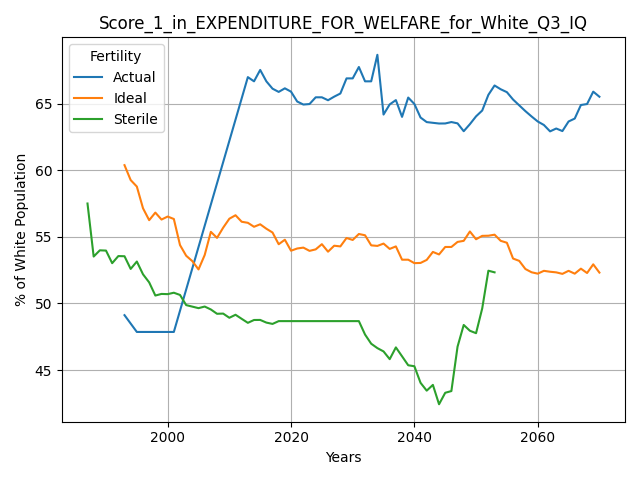 Score_1_in_EXPENDITURE_FOR_WELFARE_for_White_Q3_IQ
Fertility
Actual
Ideal
Sterile
% of White Population
65
60
55
50
45
2000
2020
2040
2060
Years